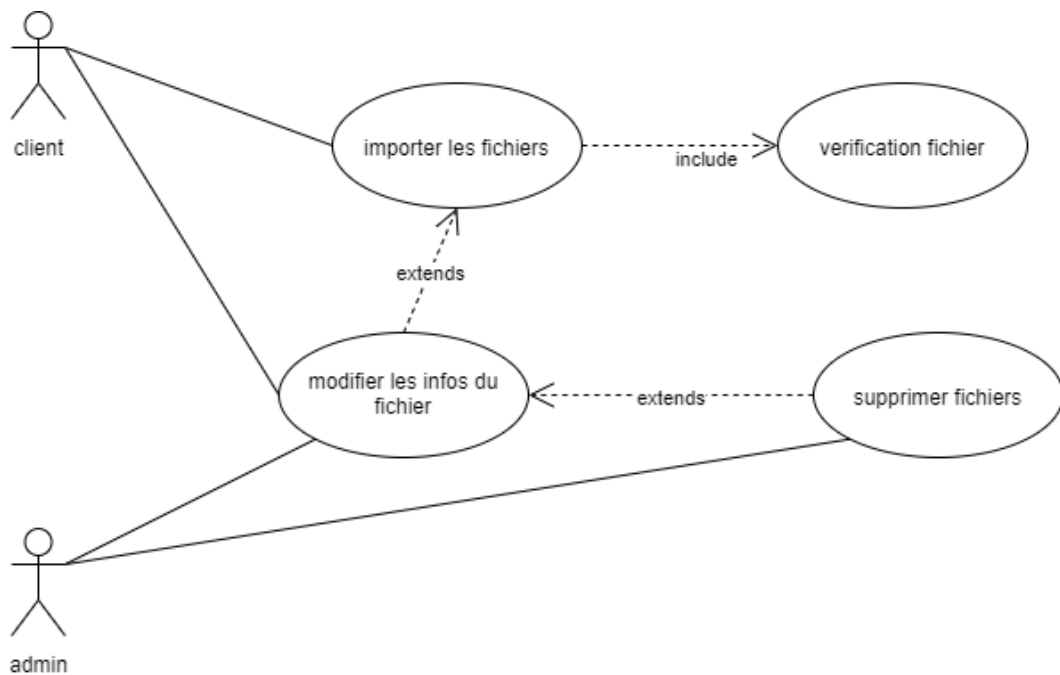 client
importer les fichiers
include
verification fichier
extends
modifier les infos du
fichier
extends
supprimer fichiers
admin